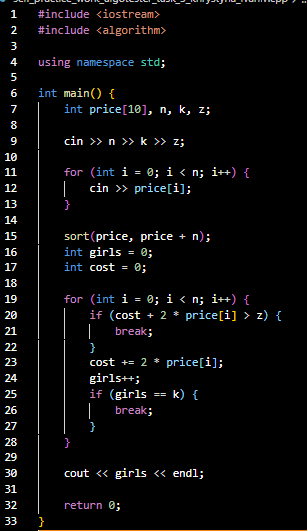 1 #include <iostream>
2 #include <algorithm>
3
4 using namespace std;
5
6 int main() {
7 int price[10], n, k, z;
8
9 cin >> n >> k >> z;
10
11 for (int i = 0; i < n; i++) {
12 cin >> price[i];
13 }
14
15 sort(price, price + n);
16 int girls = 0;
17 int cost = 0;
18
19 for (int i = 0; i < n; i++) {
20 if (cost + 2 * price[i] > z) {
21 break;
22 }
23 cost += 2 * price[i];
24 girls++;
25 if (girls == k) {
26 break;
27 }
28 }
29
30 cout << girls << endl;
31
32 return 0;
33 }